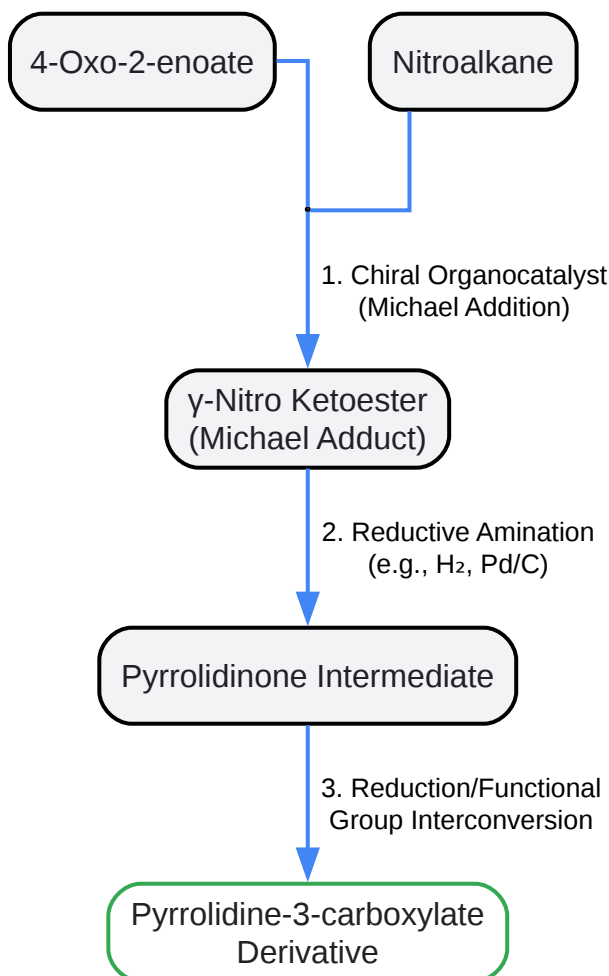 4-Oxo-2-enoate
Nitroalkane
1. Chiral Organocatalyst
(Michael Addition)
γ-Nitro Ketoester
(Michael Adduct)
2. Reductive Amination
(e.g., H₂, Pd/C)
Pyrrolidinone Intermediate
3. Reduction/Functional
Group Interconversion
Pyrrolidine-3-carboxylate
Derivative